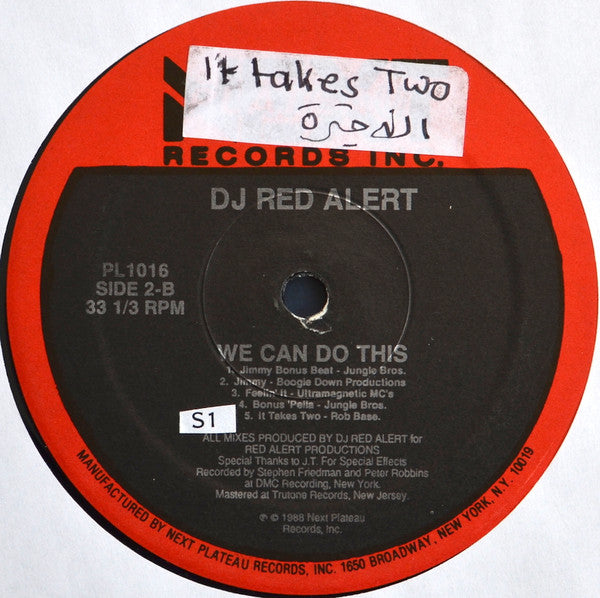 It takes Two
RECORDS INC.
DJ RED ALERT
PL1016
SIDE 2-B
33 1/3 RPM
WE CAN DO THIS
1. Jimmy Bonus Beat - Jungle Bros.
2. Jimmy - Boogie Down Productions
3. Feelin' It - Ultramagnetic MC's
4. Bonus 'Pella - Jungle Bros.
5. It Takes Two - Rob Base.
S1
ALL MIXES PRODUCED BY DJ RED ALERT for
RED ALERT PRODUCTIONS
Special Thanks to J.T. For Special Effects
Recorded by Stephen Friedman and Peter Robbins
at DMC Recording, New York.
Mastered at Trutone Records, New Jersey.
℗ © 1988 Next Plateau
Records, Inc.
MANUFACTURED BY NEXT PLATEAU RECORDS, INC. 1650 BROADWAY, NEW YORK, N.Y. 10019